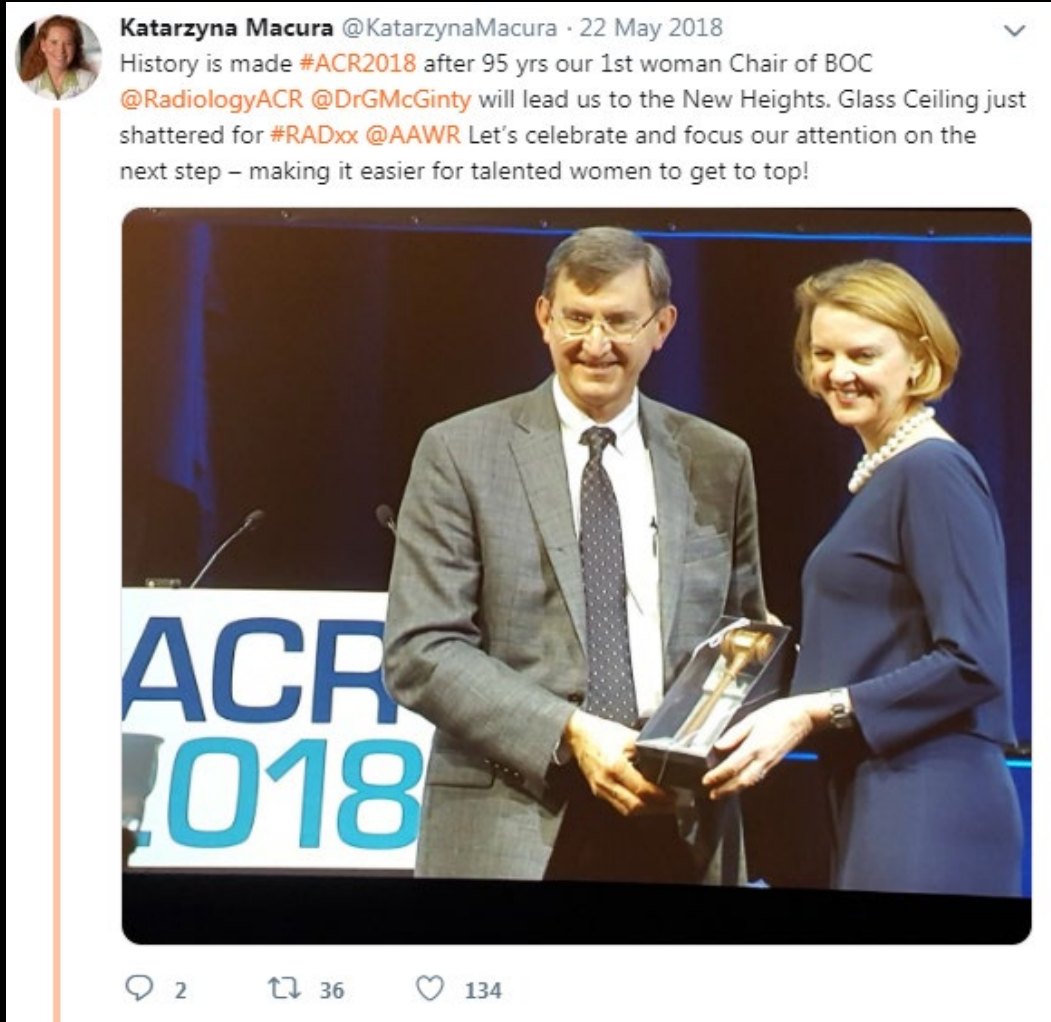 Katarzyna Macura @KatarzynaMacura · 22 May 2018
History is made #ACR2018 after 95 yrs our 1st woman Chair of BOC
@RadiologyACR @DrGMcGinty will lead us to the New Heights. Glass Ceiling just
shattered for #RADxx @AAWR Let’s celebrate and focus our attention on the
next step – making it easier for talented women to get to top!
ACR
2018
2 36 134